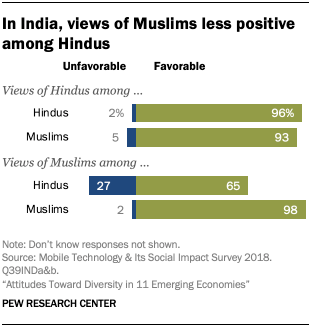 In India, views of Muslims less positive
among Hindus
Unfavorable Favorable
Views of Hindus among ...
Hindus 2% 96%
Muslims 5 93
Views of Muslims among ...
Hindus 27 65
Muslims 2 98
Note: Don't know responses not shown.
Source: Mobile Technology & Its Social Impact Survey 2018.
Q39INDa&b.
"Attitudes Toward Diversity in 11 Emerging Economies"
PEW RESEARCH CENTER